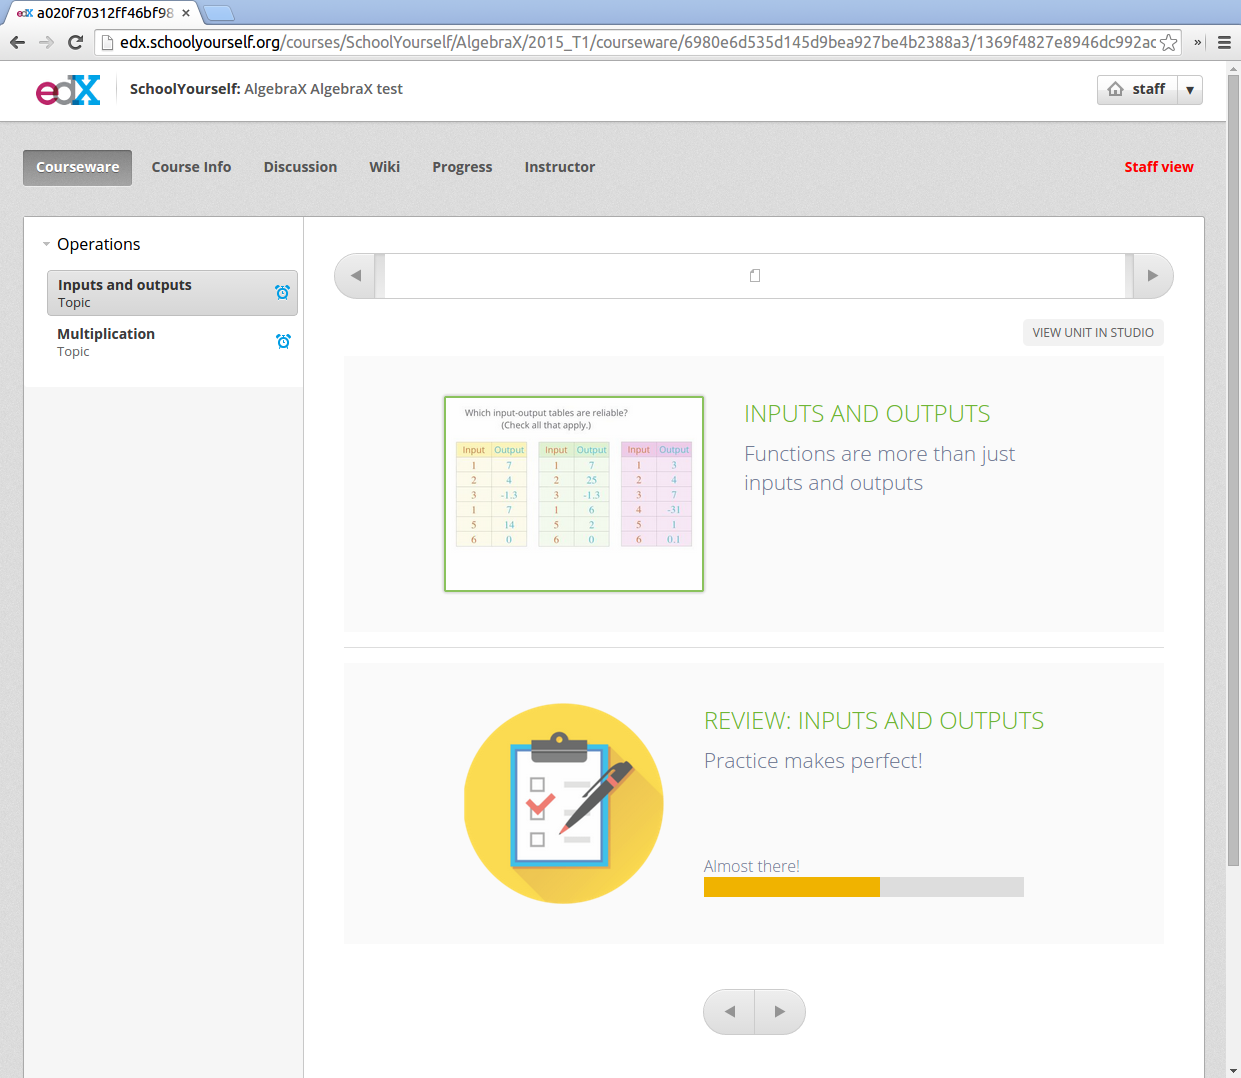 edX a020f70312ff46bf98
edx.schoolyourself.org/courses/SchoolYourself/AlgebraX/2015_T1/courseware/6980e6d535d145d9bea927be4b2388a3/1369f4827e8946dc992ac
edX SchoolYourself: AlgebraX AlgebraX test staff
Courseware Course Info Discussion Wiki Progress Instructor Staff view
Operations
Inputs and outputs
Topic
Multiplication
Topic
VIEW UNIT IN STUDIO
Which input-output tables are reliable?
(Check all that apply.)
Input Output Input Output Input Output
1 7 1 7 1 3
2 4 2 25 2 4
3 -1.3 3 -1.3 3 7
1 7 1 6 4 -31
5 14 5 2 5 1
6 0 6 0 6 0.1
INPUTS AND OUTPUTS
Functions are more than just
inputs and outputs
REVIEW: INPUTS AND OUTPUTS
Practice makes perfect!
Almost there!